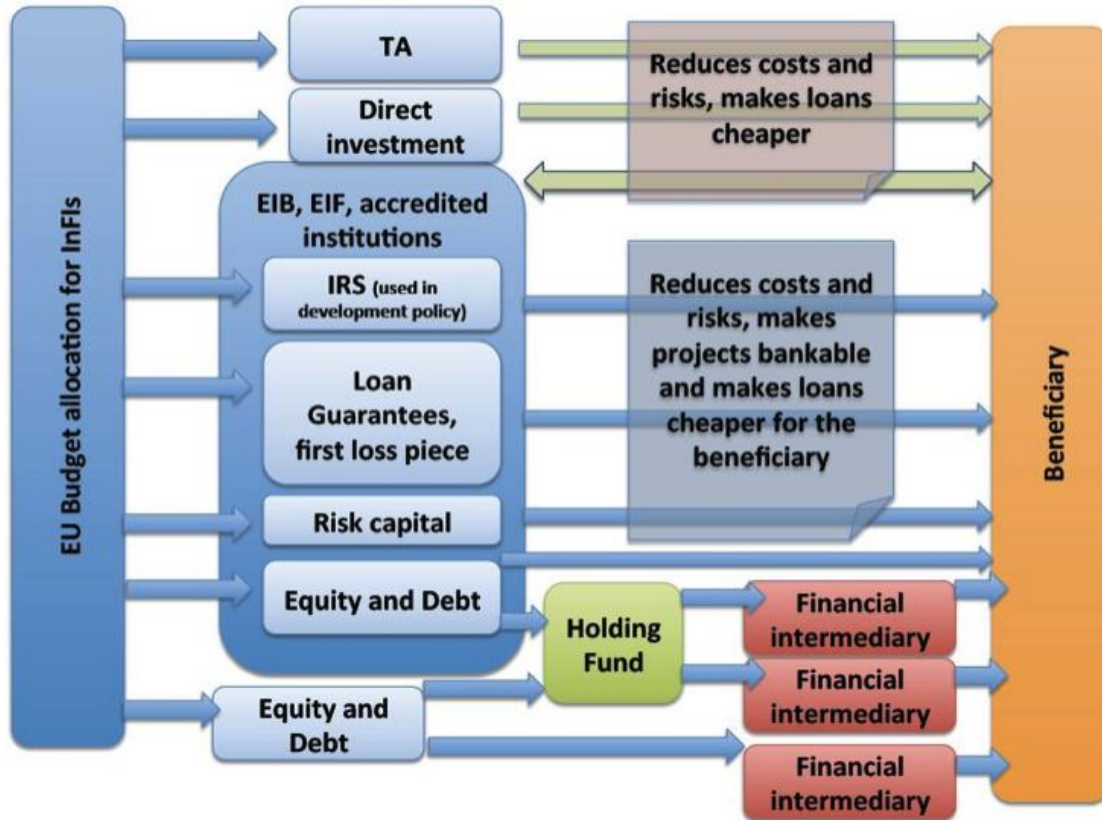 EU Budget allocation for InFIs
TA
Direct
investment
EIB, EIF, accredited
institutions
IRS (used in
development policy)
Loan
Guarantees,
first loss piece
Risk capital
Equity and Debt
Equity and
Debt
Holding
Fund
Reduces costs and
risks, makes loans
cheaper
Reduces costs and
risks, makes
projects bankable
and makes loans
cheaper for the
beneficiary
Financial
intermediary
Financial
intermediary
Financial
intermediary
Beneficiary